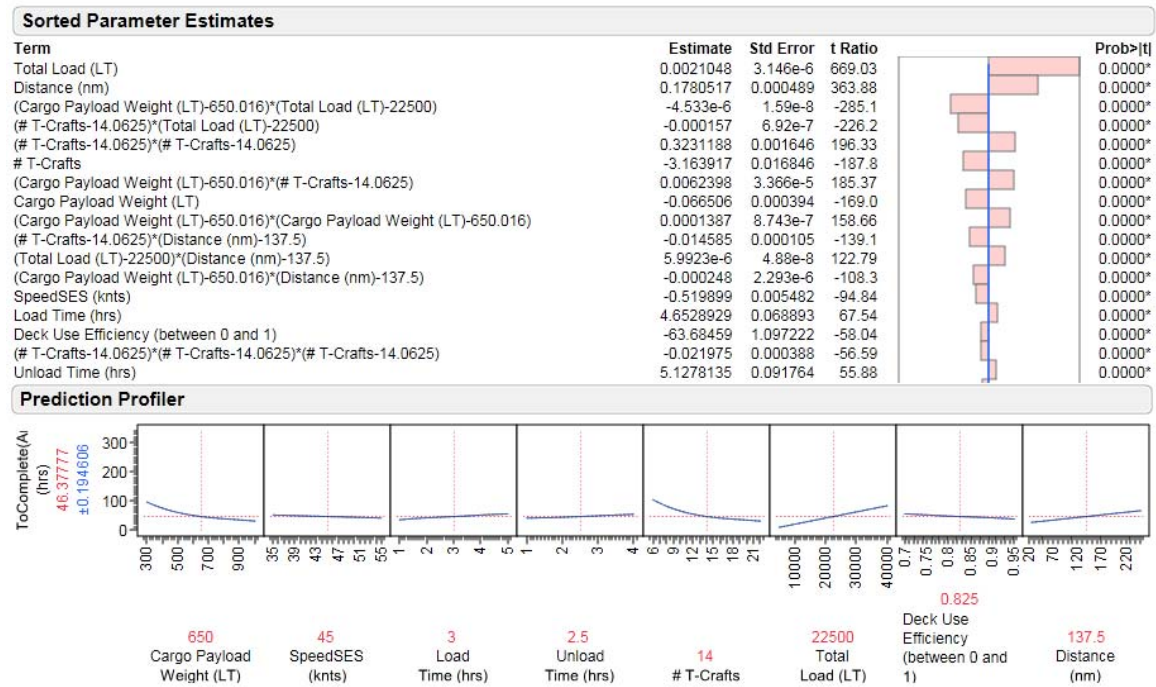 Sorted Parameter Estimates
Term Estimate Std Error t Ratio Prob>|t|
Total Load (LT) 0.0021048 3.146e-6 669.03 0.0000*
Distance (nm) 0.1780517 0.000489 363.88 0.0000*
(Cargo Payload Weight (LT)-650.016)*(Total Load (LT)-22500) -4.533e-6 1.59e-8 -285.1 0.0000*
(# T-Crafts-14.0625)*(Total Load (LT)-22500) -0.000157 6.92e-7 -226.2 0.0000*
(# T-Crafts-14.0625)*(# T-Crafts-14.0625) 0.3231188 0.001646 196.33 0.0000*
# T-Crafts -3.163917 0.016846 -187.8 0.0000*
(Cargo Payload Weight (LT)-650.016)*(# T-Crafts-14.0625) 0.0062398 3.366e-5 185.37 0.0000*
Cargo Payload Weight (LT) -0.066506 0.000394 -169.0 0.0000*
(Cargo Payload Weight (LT)-650.016)*(Cargo Payload Weight (LT)-650.016) 0.0001387 8.743e-7 158.66 0.0000*
(# T-Crafts-14.0625)*(Distance (nm)-137.5) -0.014585 0.000105 -139.1 0.0000*
(Total Load (LT)-22500)*(Distance (nm)-137.5) 5.9923e-6 4.88e-8 122.79 0.0000*
(Cargo Payload Weight (LT)-650.016)*(Distance (nm)-137.5) -0.000248 2.293e-6 -108.3 0.0000*
SpeedSES (knts) -0.519899 0.005482 -94.84 0.0000*
Load Time (hrs) 4.6528929 0.068893 67.54 0.0000*
Deck Use Efficiency (between 0 and 1) -63.68459 1.097222 -58.04 0.0000*
(# T-Crafts-14.0625)*(# T-Crafts-14.0625)*(# T-Crafts-14.0625) -0.021975 0.000388 -56.59 0.0000*
Unload Time (hrs) 5.1278135 0.091764 55.88 0.0000*
Prediction Profiler
ToComplete(A
(hrs)
46.37777
±0.194606
300
200
100
0
300 500 700 900
35 39 43 47 51 55
1 2 3 4 5
1 2 3 4
6 9 12 15 18 21
10000 20000 30000 40000
0.7 0.75 0.8 0.85 0.9 0.95
20 70 120 170 220
650
Cargo Payload
Weight (LT)
45
SpeedSES
(knts)
3
Load
Time (hrs)
2.5
Unload
Time (hrs)
14
# T-Crafts
22500
Total
Load (LT)
0.825
Deck Use
Efficiency
(between 0 and
1)
137.5
Distance
(nm)